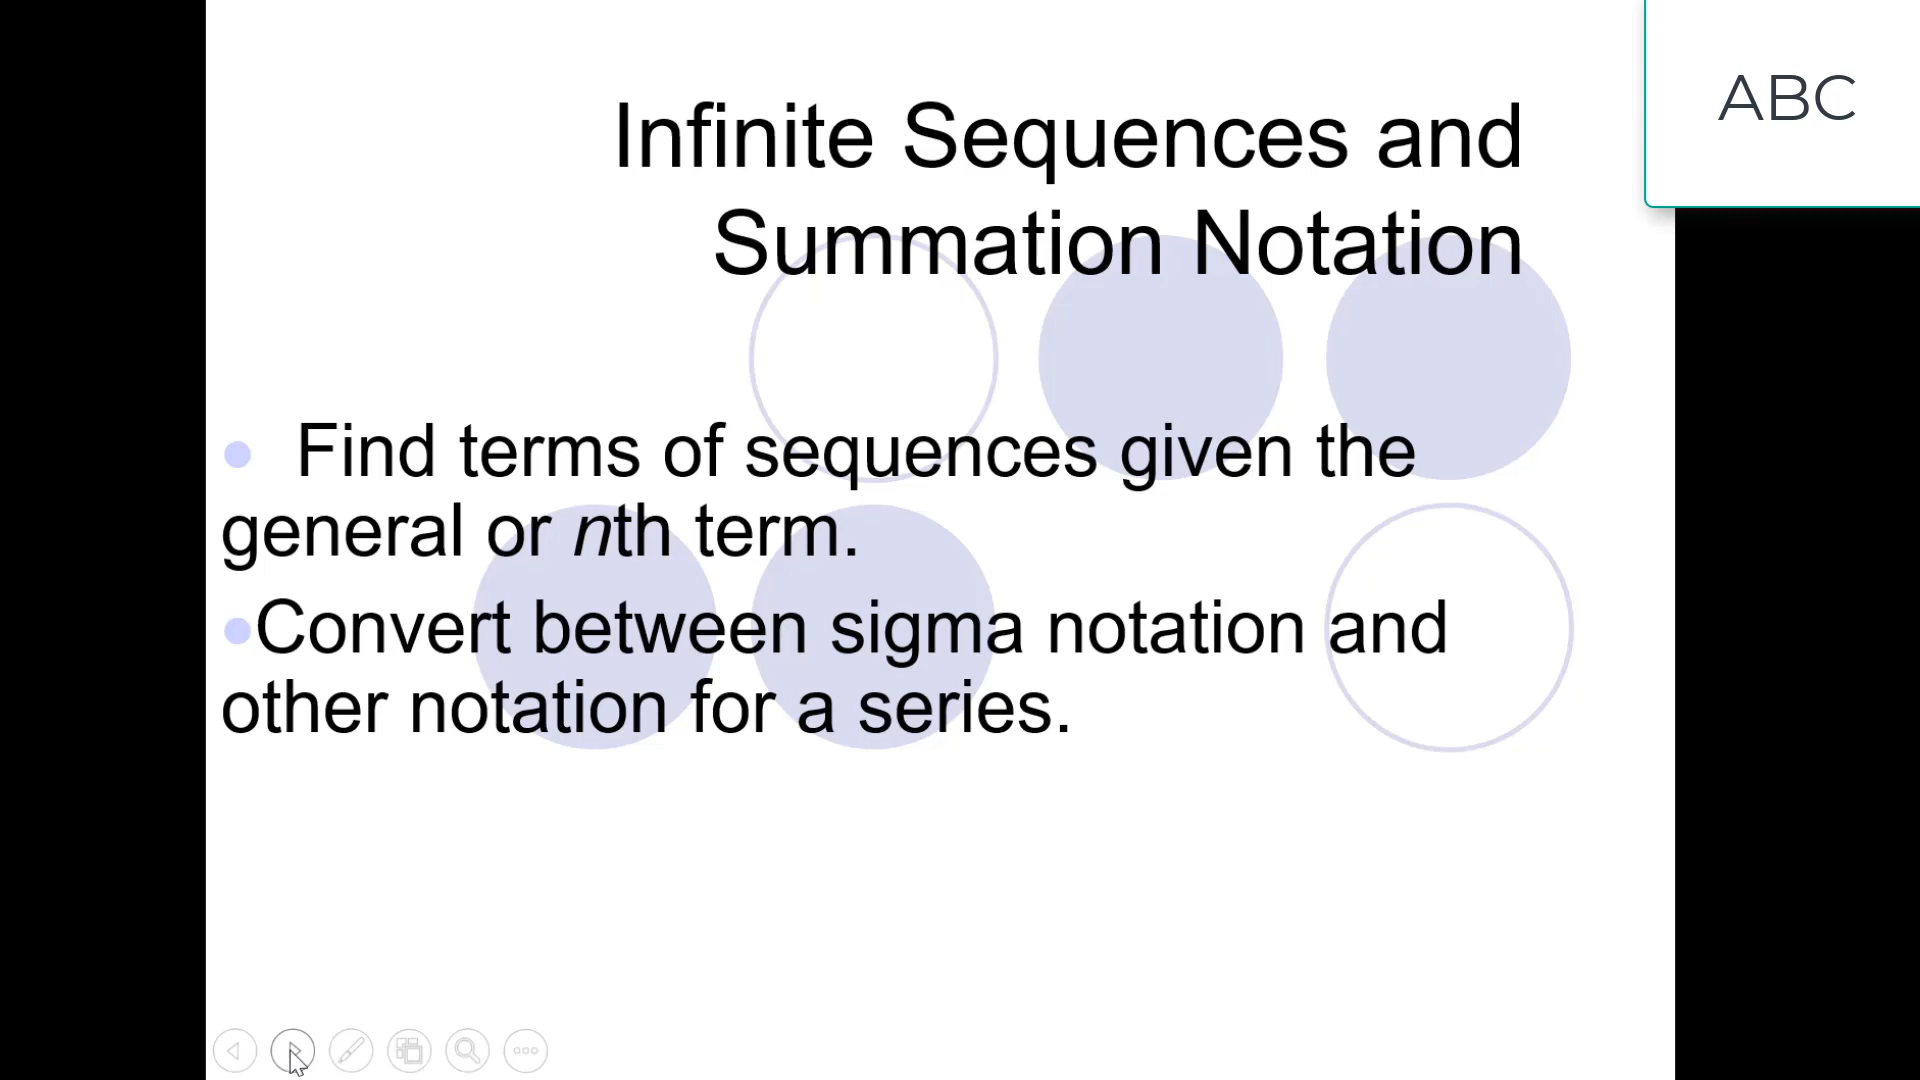 ABC
Infinite Sequences and
Summation Notation
• Find terms of sequences given the
general or nth term.
•Convert between sigma notation and
other notation for a series.